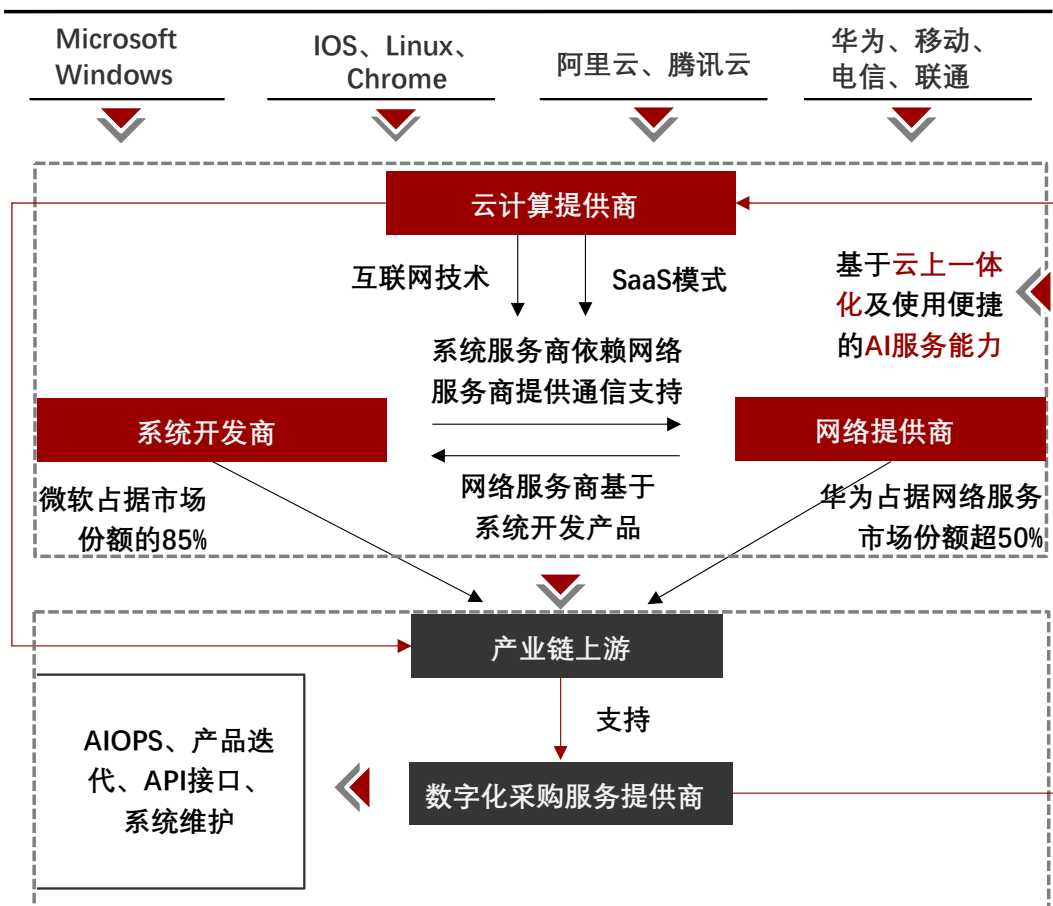 Microsoft
Windows
IOS、Linux、
Chrome
阿里云、腾讯云
华为、移动、
电信、联通
云计算提供商
互联网技术
SaaS模式
基于云上一体
化及使用便捷
的AI服务能力
系统服务商依赖网络
服务商提供通信支持
系统开发商
网络提供商
网络服务商基于
系统开发产品
微软占据市场
份额的85%
华为占据网络服务
市场份额超50%
产业链上游
支持
AIOPS、产品迭
代、API接口、
系统维护
数字化采购服务提供商